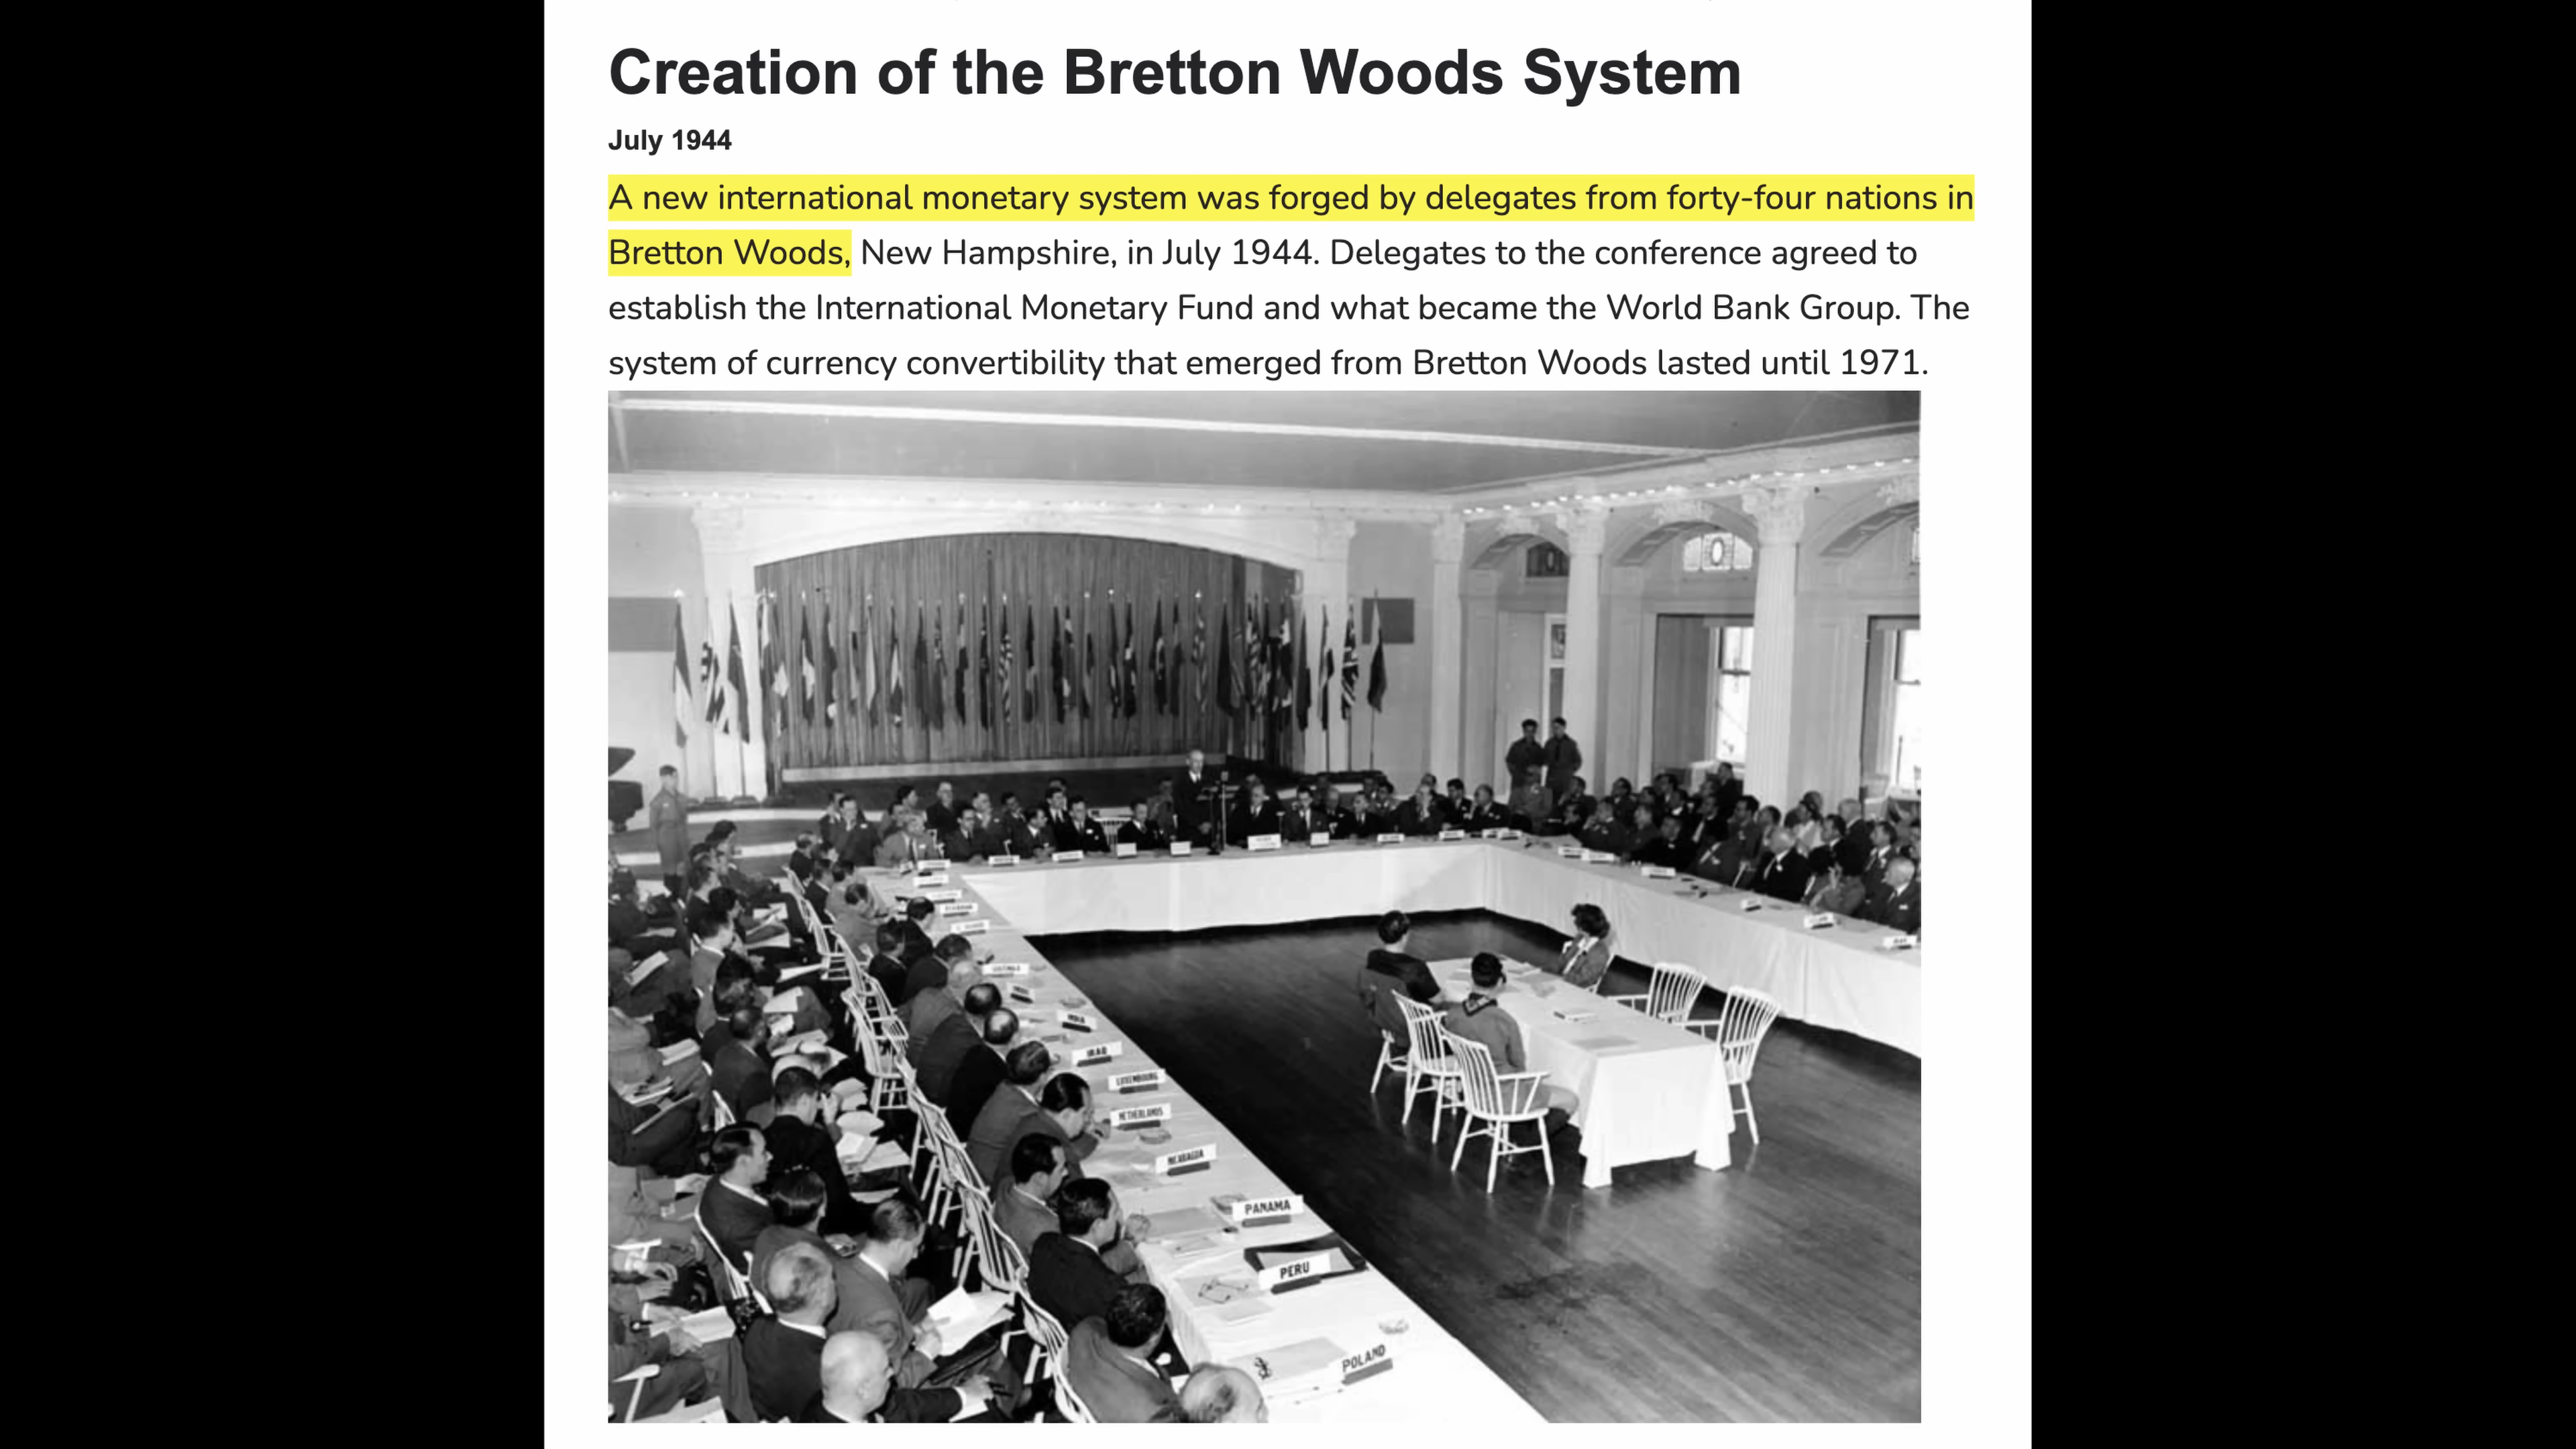 Creation of the Bretton Woods System
July 1944
A new international monetary system was forged by delegates from forty-four nations in
Bretton Woods, New Hampshire, in July 1944. Delegates to the conference agreed to
establish the International Monetary Fund and what became the World Bank Group. The
system of currency convertibility that emerged from Bretton Woods lasted until 1971.
INDIA
IRAQ
LUXEMBOURG
NETHERLANDS
NICARAGUA
PANAMA
PERU
POLAND